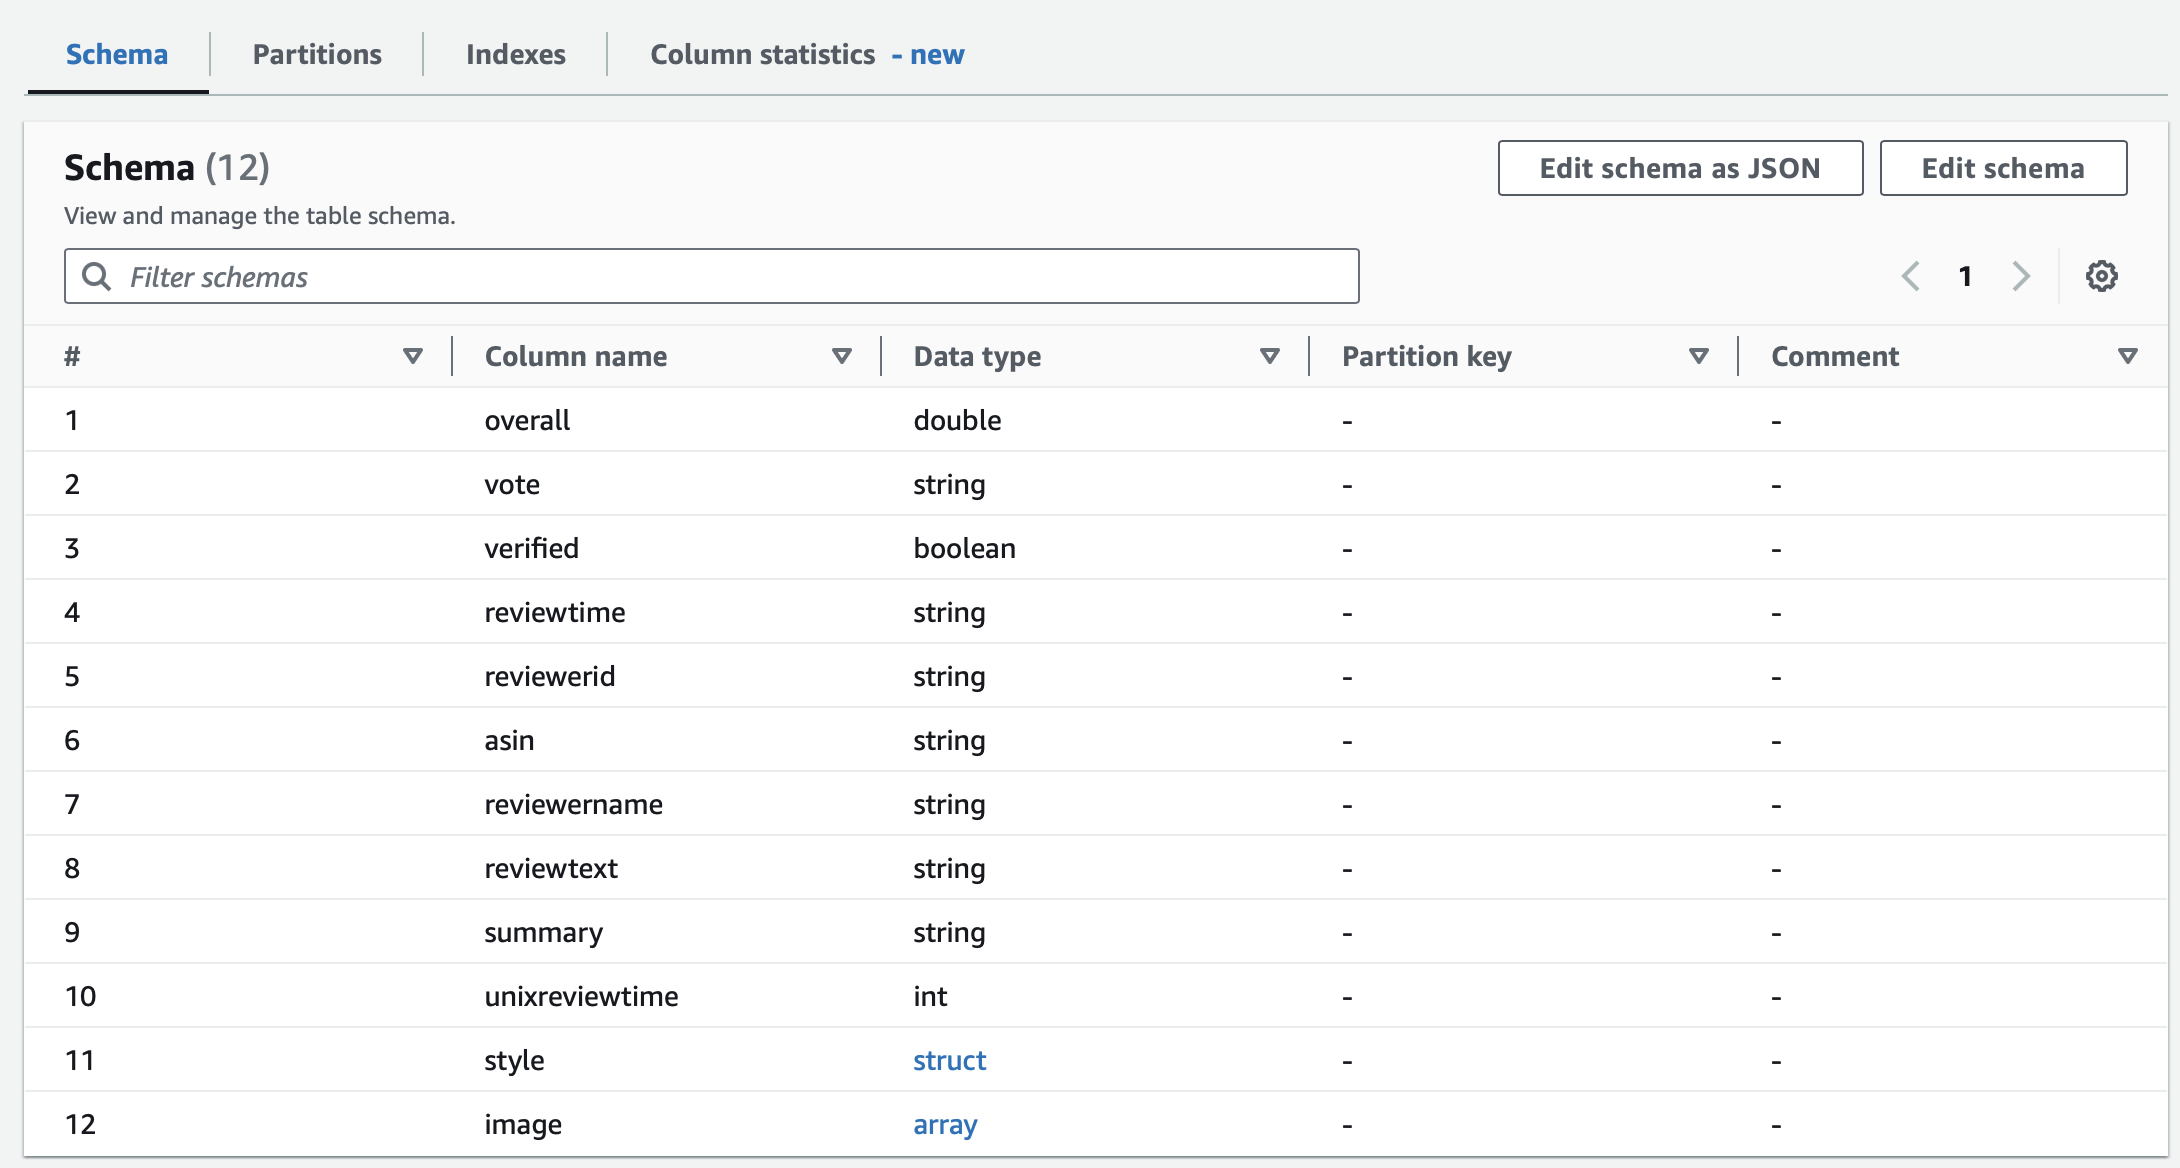 Schema Partitions Indexes Column statistics - new
Schema (12)
Edit schema as JSON Edit schema
View and manage the table schema.
Filter schemas
1
# Column name Data type Partition key Comment
1 overall double - -
2 vote string - -
3 verified boolean - -
4 reviewtime string - -
5 reviewerid string - -
6 asin string - -
7 reviewername string - -
8 reviewtext string - -
9 summary string - -
10 unixreviewtime int - -
11 style struct - -
12 image array - -